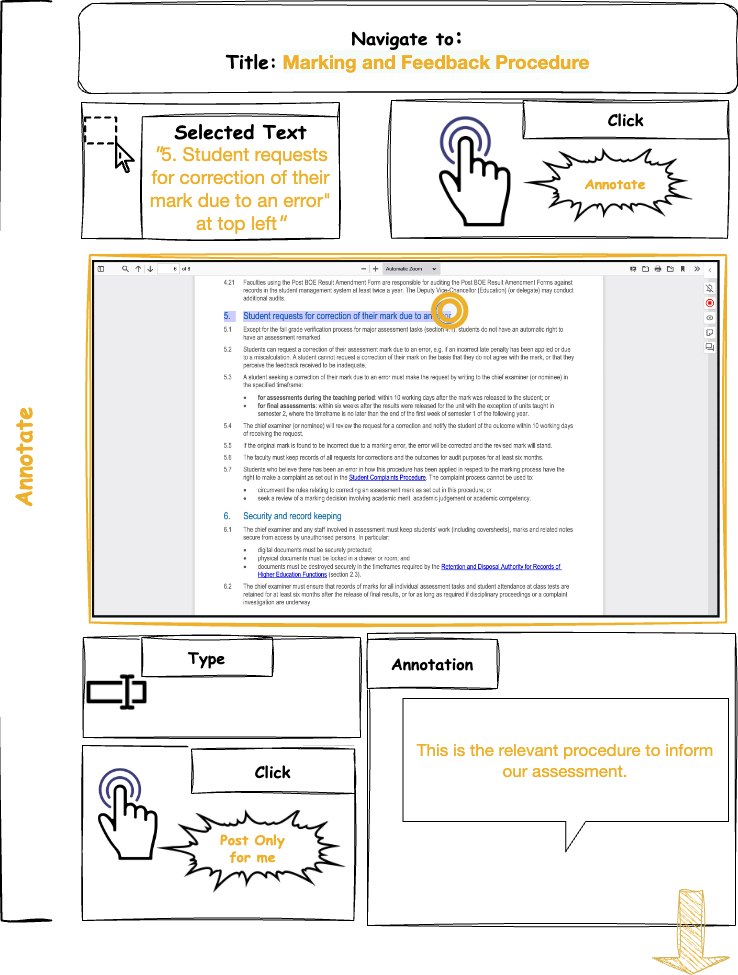 Navigate to:
Title: Marking and Feedback Procedure
Selected Text
"5. Student requests
for correction of their
mark due to an error"
at top left"
Click
Annotate
Annotate
6 of 8
Automatic Zoom
4.21 Faculties using the Post BOE Result Amendment Form are responsible for auditing the Post BOE Result Amendment Forms against
records in the student management system at least twice a year. The Deputy Vice-Chancellor (Education) (or delegate) may conduct
additional audits.
5. Student requests for correction of their mark due to an error
5.1 Except for the fail grade verification process for major assessment tasks (section 4.1), students do not have an automatic right to
have an assessment remarked.
5.2 Students can request a correction of their assessment mark due to an error, e.g. if an incorrect late penalty has been applied or due
to a miscalculation. A student cannot request a correction of their mark on the basis that they do not agree with the mark, or that they
perceive the feedback received to be inadequate.
5.3 A student seeking a correction of their mark due to an error must make the request by writing to the chief examiner (or nominee) in
the specified timeframe:
• for assessments during the teaching period: within 10 working days after the mark was released to the student; or
• for final assessments: within six weeks after the results were released for the unit with the exception of units taught in
semester 2, where the timeframe is no later than the end of the first week of semester 1 of the following year.
5.4 The chief examiner (or nominee) will review the request for a correction and notify the student of the outcome within 10 working days
of receiving the request.
5.5 If the original mark is found to be incorrect due to a marking error, the error will be corrected and the revised mark will stand.
5.6 The faculty must keep records of all requests for corrections and the outcomes for audit purposes for at least six months.
5.7 Students who believe there has been an error in how this procedure has been applied in respect to the marking process have the
right to make a complaint as set out in the Student Complaints Procedure. The complaint process cannot be used to:
• circumvent the rules relating to correcting an assessment mark as set out in this procedure; or
• seek a review of a marking decision involving academic merit, academic judgement or academic competency.
6. Security and record keeping
6.1 The chief examiner and any staff involved in assessment must keep students' work (including coversheets), marks and related notes
secure from access by unauthorised persons. In particular:
• digital documents must be securely protected;
• physical documents must be locked in a drawer or room; and
• documents must be destroyed securely in the timeframes required by the Retention and Disposal Authority for Records of
Higher Education Functions (section 2.3).
6.2 The chief examiner must ensure that records of marks for all individual assessment tasks and student attendance at class tests are
retained for at least six months after the release of final results, or for as long as required if disciplinary proceedings or a complaint
investigation are underway.
Type
Annotation
This is the relevant procedure to inform
our assessment.
Click
Post Only
for me